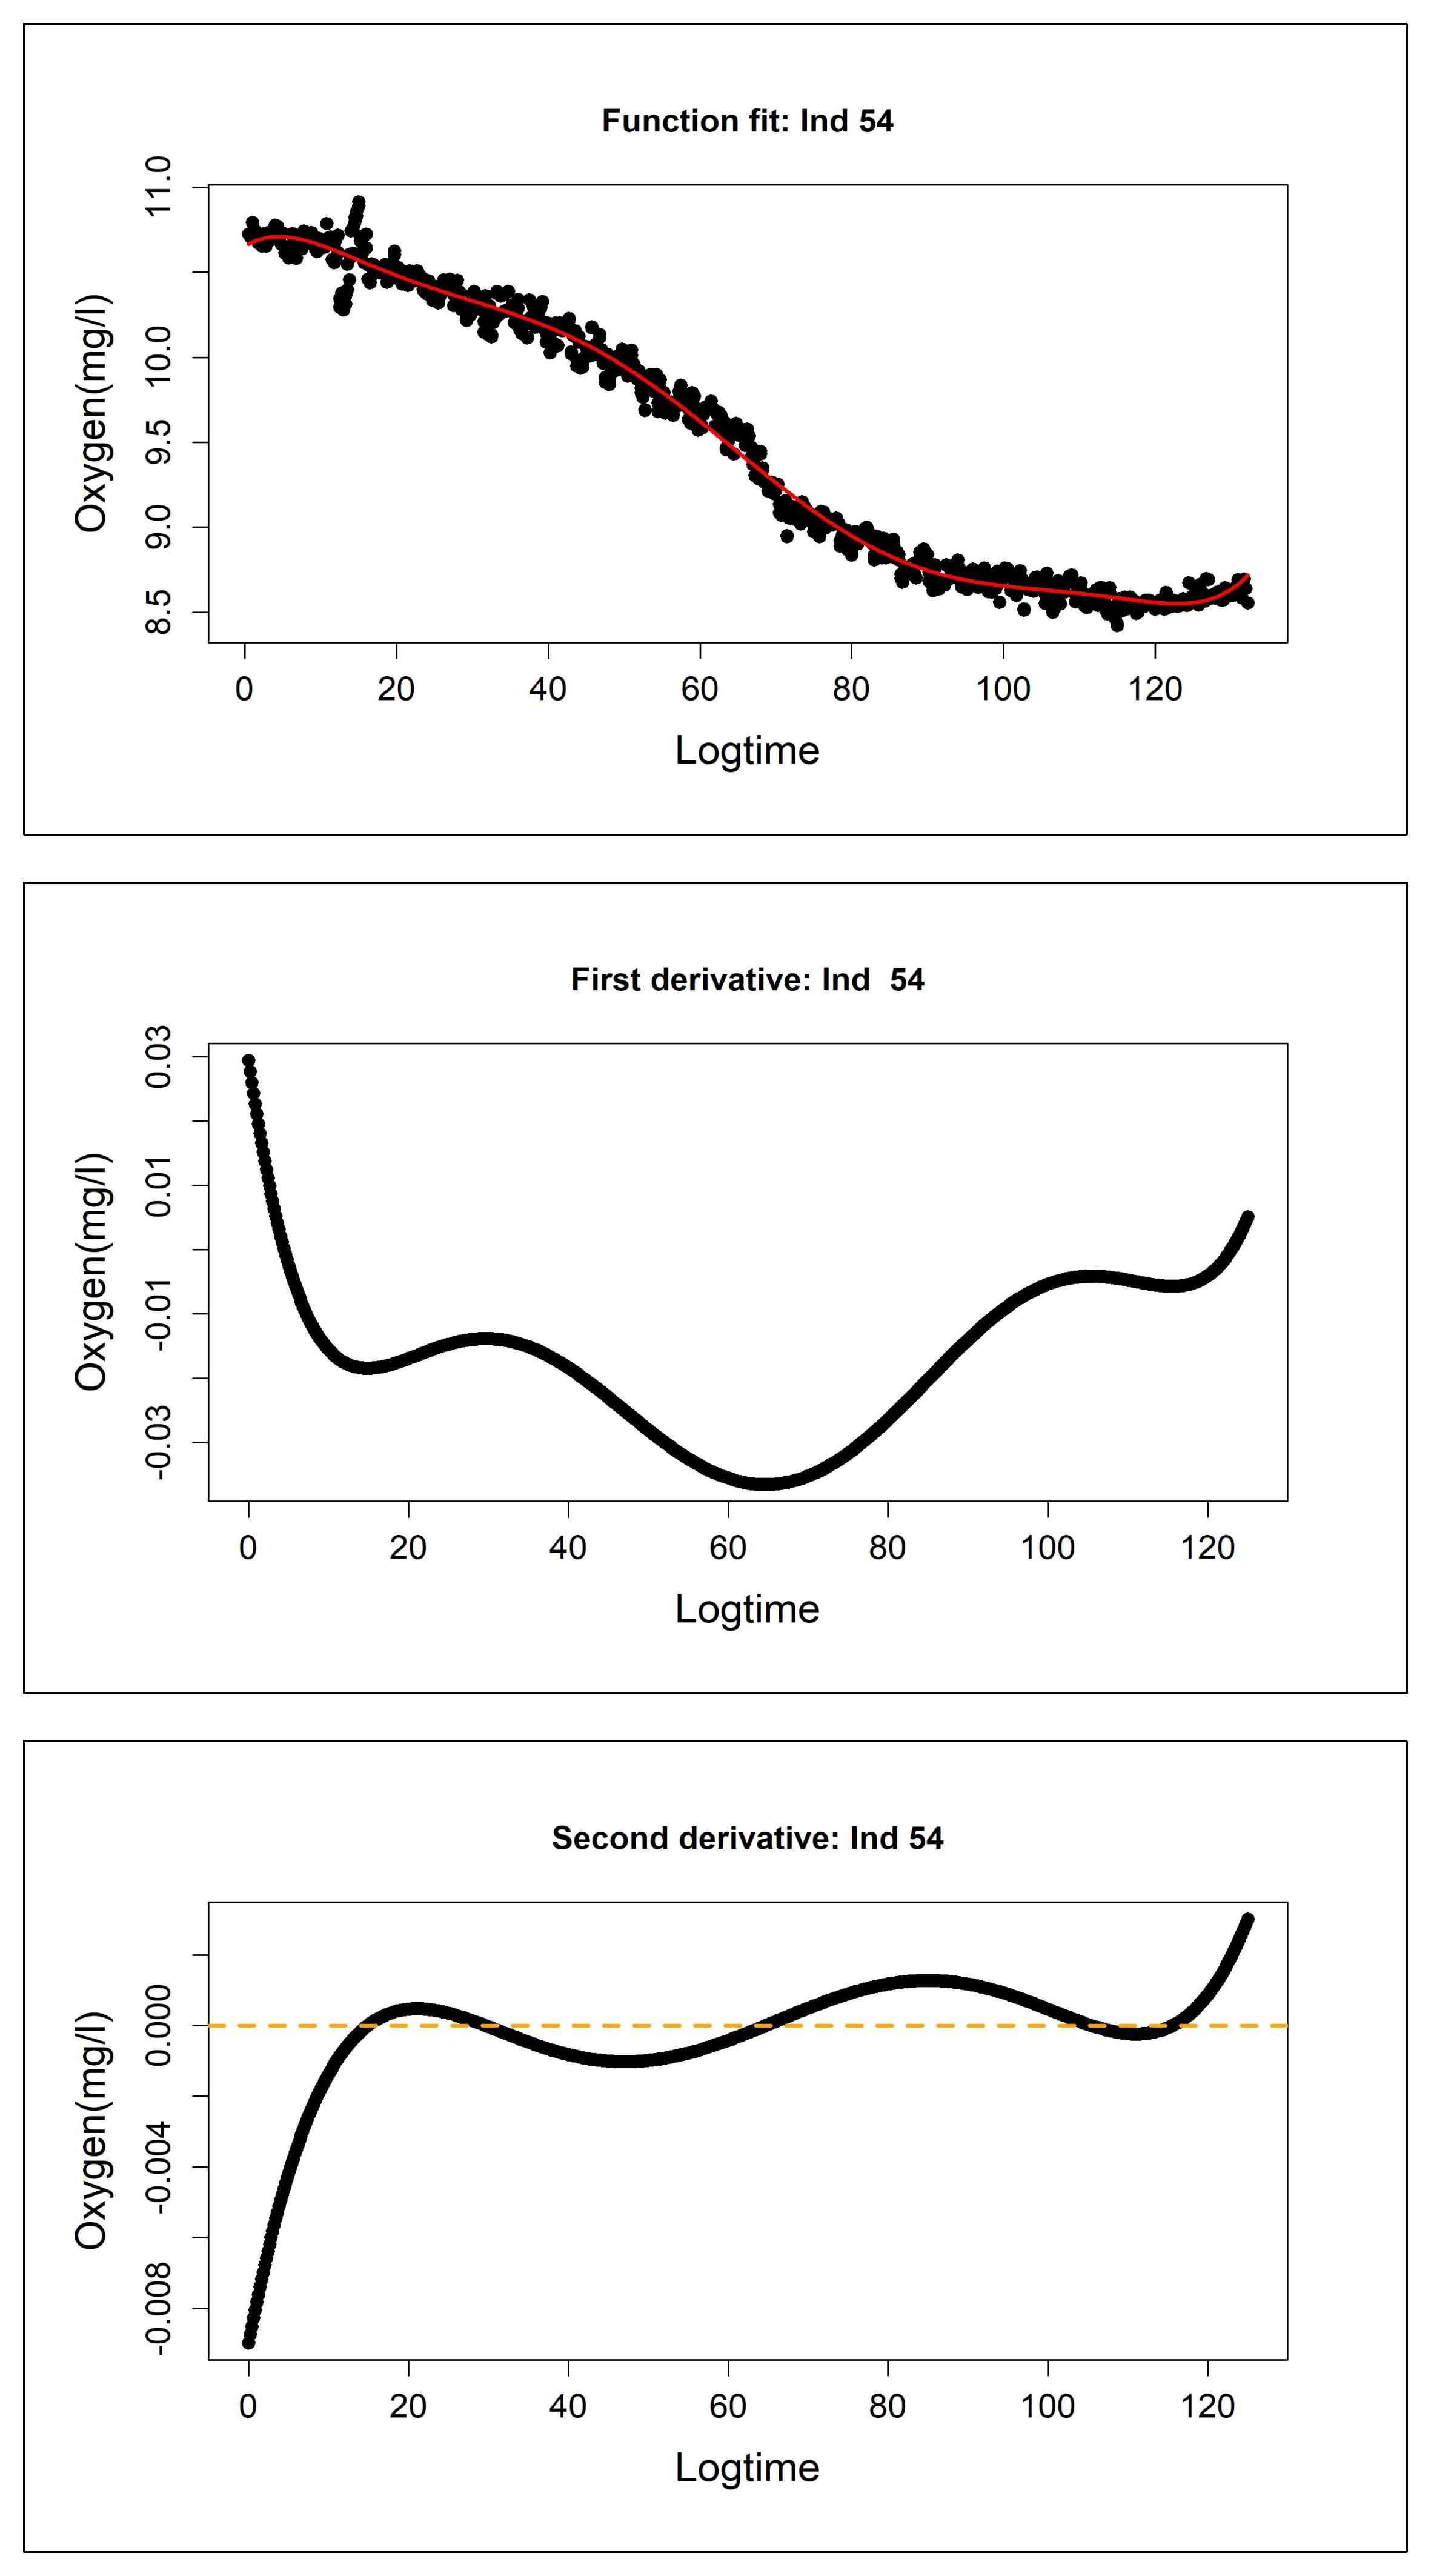 Function fit: Ind 54
11.0
10.0
9.5
9.0
8.5
Oxygen(mg/l)
0 20 40 60 80 100 120
Logtime
First derivative: Ind  54
0.03
0.01
-0.01
-0.03
Oxygen(mg/l)
0 20 40 60 80 100 120
Logtime
Second derivative: Ind 54
0.000
-0.004
-0.008
Oxygen(mg/l)
0 20 40 60 80 100 120
Logtime